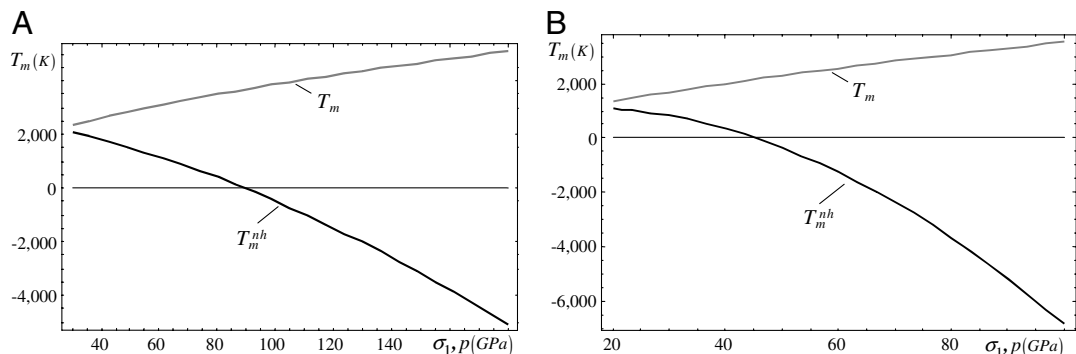 A
T_m(K)
2,000
0
-2,000
-4,000
T_m
T_m^{nh}
40 60 80 100 120 140 σ_1, p(GPa)
B
T_m(K)
2,000
0
-2,000
-4,000
-6,000
T_m
T_m^{nh}
20 40 60 80 σ_1, p(GPa)